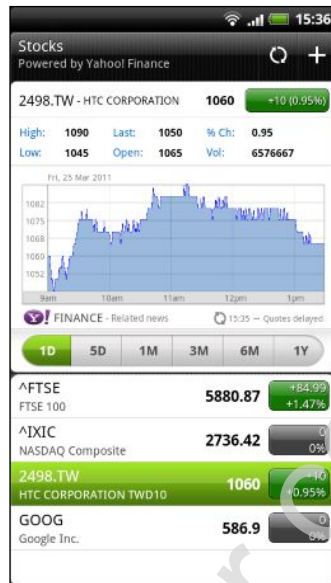 15:36
Stocks
Powered by Yahoo! Finance
2498.TW - HTC CORPORATION 1060 +10 (0.95%)
High: 1090 Last: 1050 % Ch: 0.95
Low: 1045 Open: 1065 Vol: 6576667
Fri, 25 Mar 2011
1082
1075
1068
1060
1052
9am 10am 11am 12pm 1pm
Y! FINANCE - Related news 15:35 — Quotes delayed
1D 5D 1M 3M 6M 1Y
^FTSE 5880.87 +84.99
FTSE 100 +1.47%
^IXIC 2736.42 0
NASDAQ Composite 0%
2498.TW 1060 +10
HTC CORPORATION TWD10 +0.95%
GOOG 586.9 0
Google Inc. 0%